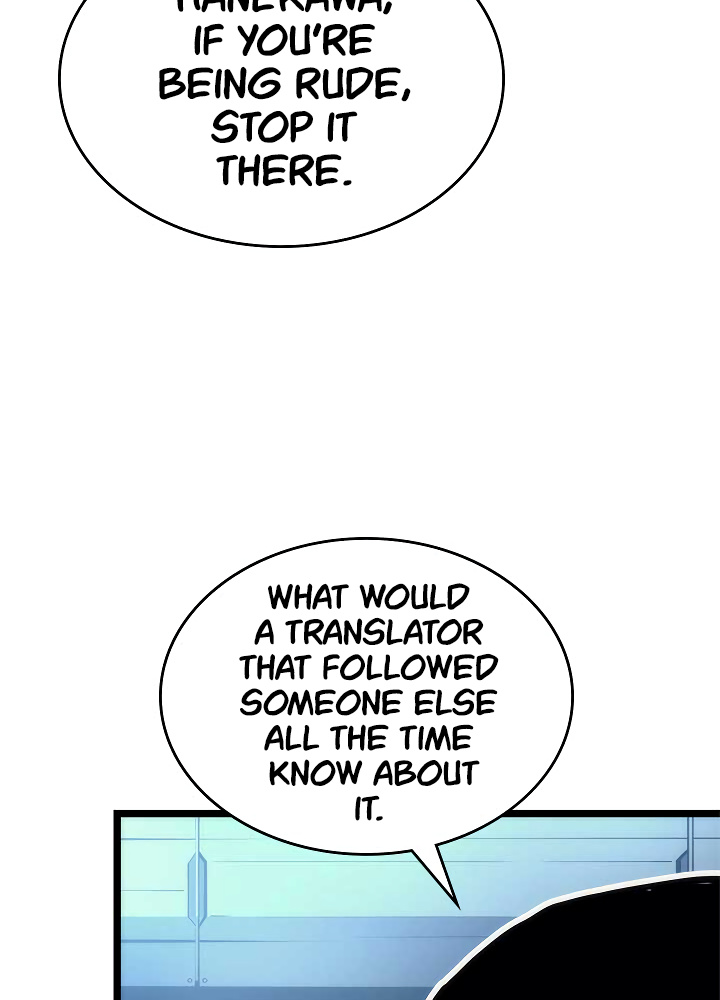 HANEKAWA,
IF YOU'RE
BEING RUDE,
STOP IT
THERE.
WHAT WOULD
A TRANSLATOR
THAT FOLLOWED
SOMEONE ELSE
ALL THE TIME
KNOW ABOUT
IT.